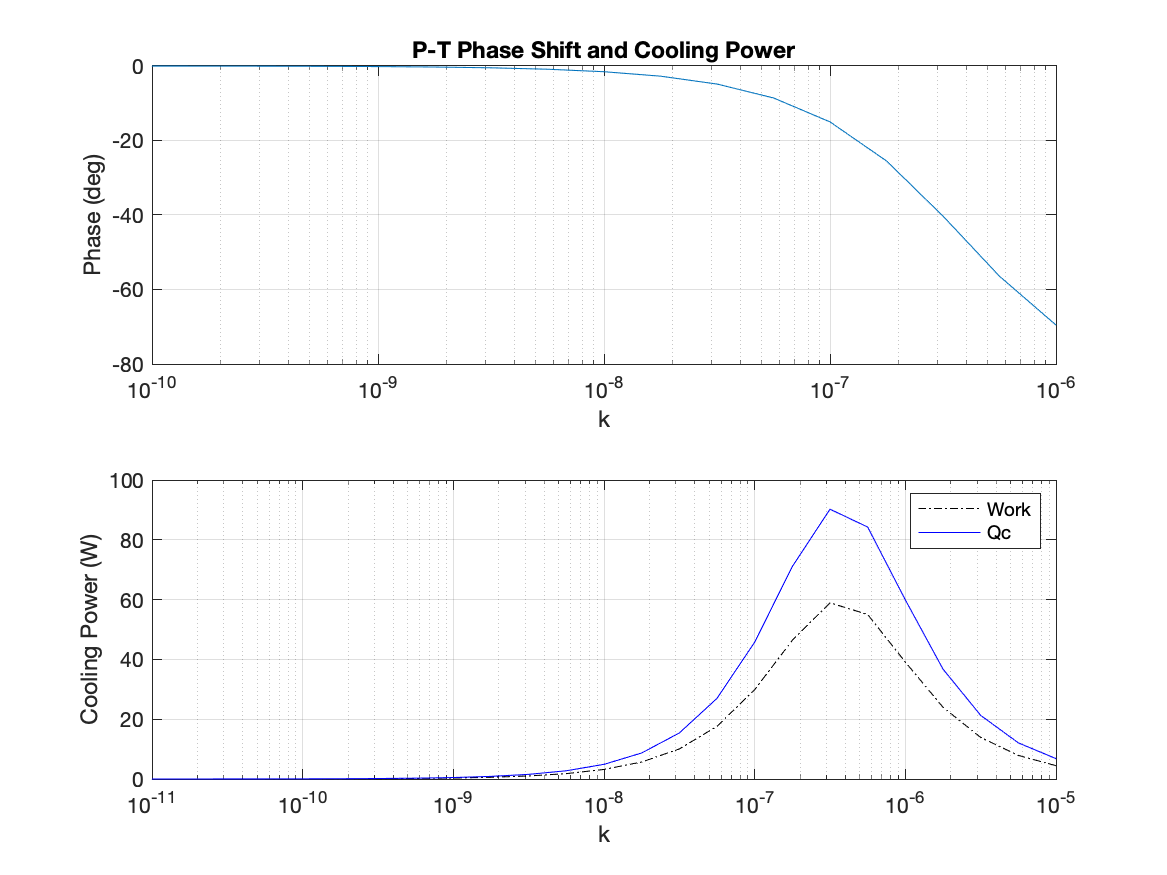 P-T Phase Shift and Cooling Power
Phase (deg)
0
-20
-40
-60
-80
10^-10 10^-9 10^-8 10^-7 10^-6
k
Cooling Power (W)
100
80
60
40
20
0
Work
Qc
10^-11 10^-10 10^-9 10^-8 10^-7 10^-6 10^-5
k